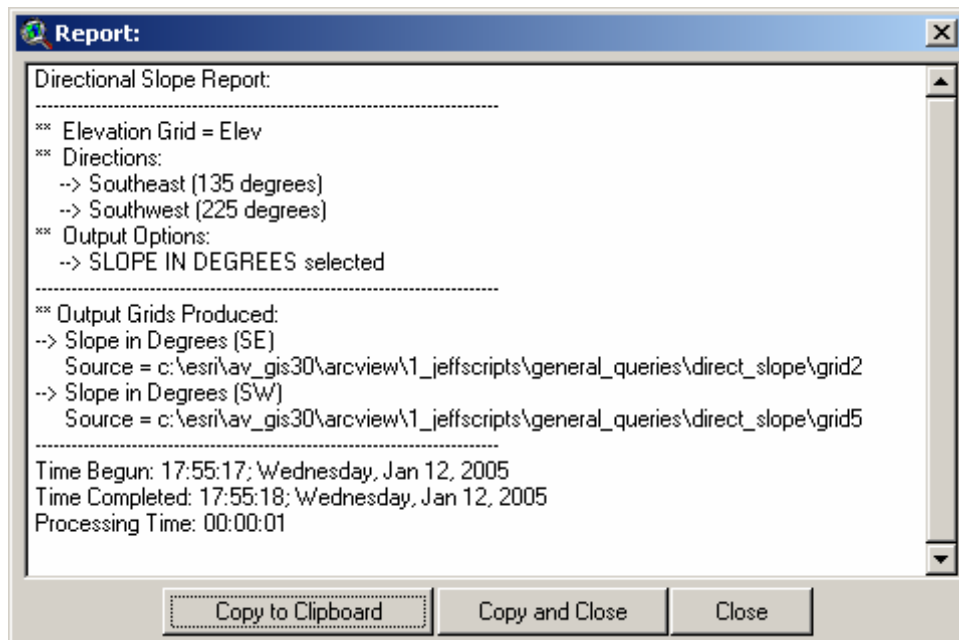 Report:
Directional Slope Report:
--------------------------------------------------------------------------
** Elevation Grid = Elev
** Directions:
--> Southeast (135 degrees)
--> Southwest (225 degrees)
** Output Options:
--> SLOPE IN DEGREES selected
--------------------------------------------------------------------------
** Output Grids Produced:
--> Slope in Degrees (SE)
Source = c:\esri\av_gis30\arcview\1_jeffscripts\general_queries\direct_slope\grid2
--> Slope in Degrees (SW)
Source = c:\esri\av_gis30\arcview\1_jeffscripts\general_queries\direct_slope\grid5
--------------------------------------------------------------------------
Time Begun: 17:55:17; Wednesday, Jan 12, 2005
Time Completed: 17:55:18; Wednesday, Jan 12, 2005
Processing Time: 00:00:01
Copy to Clipboard Copy and Close Close